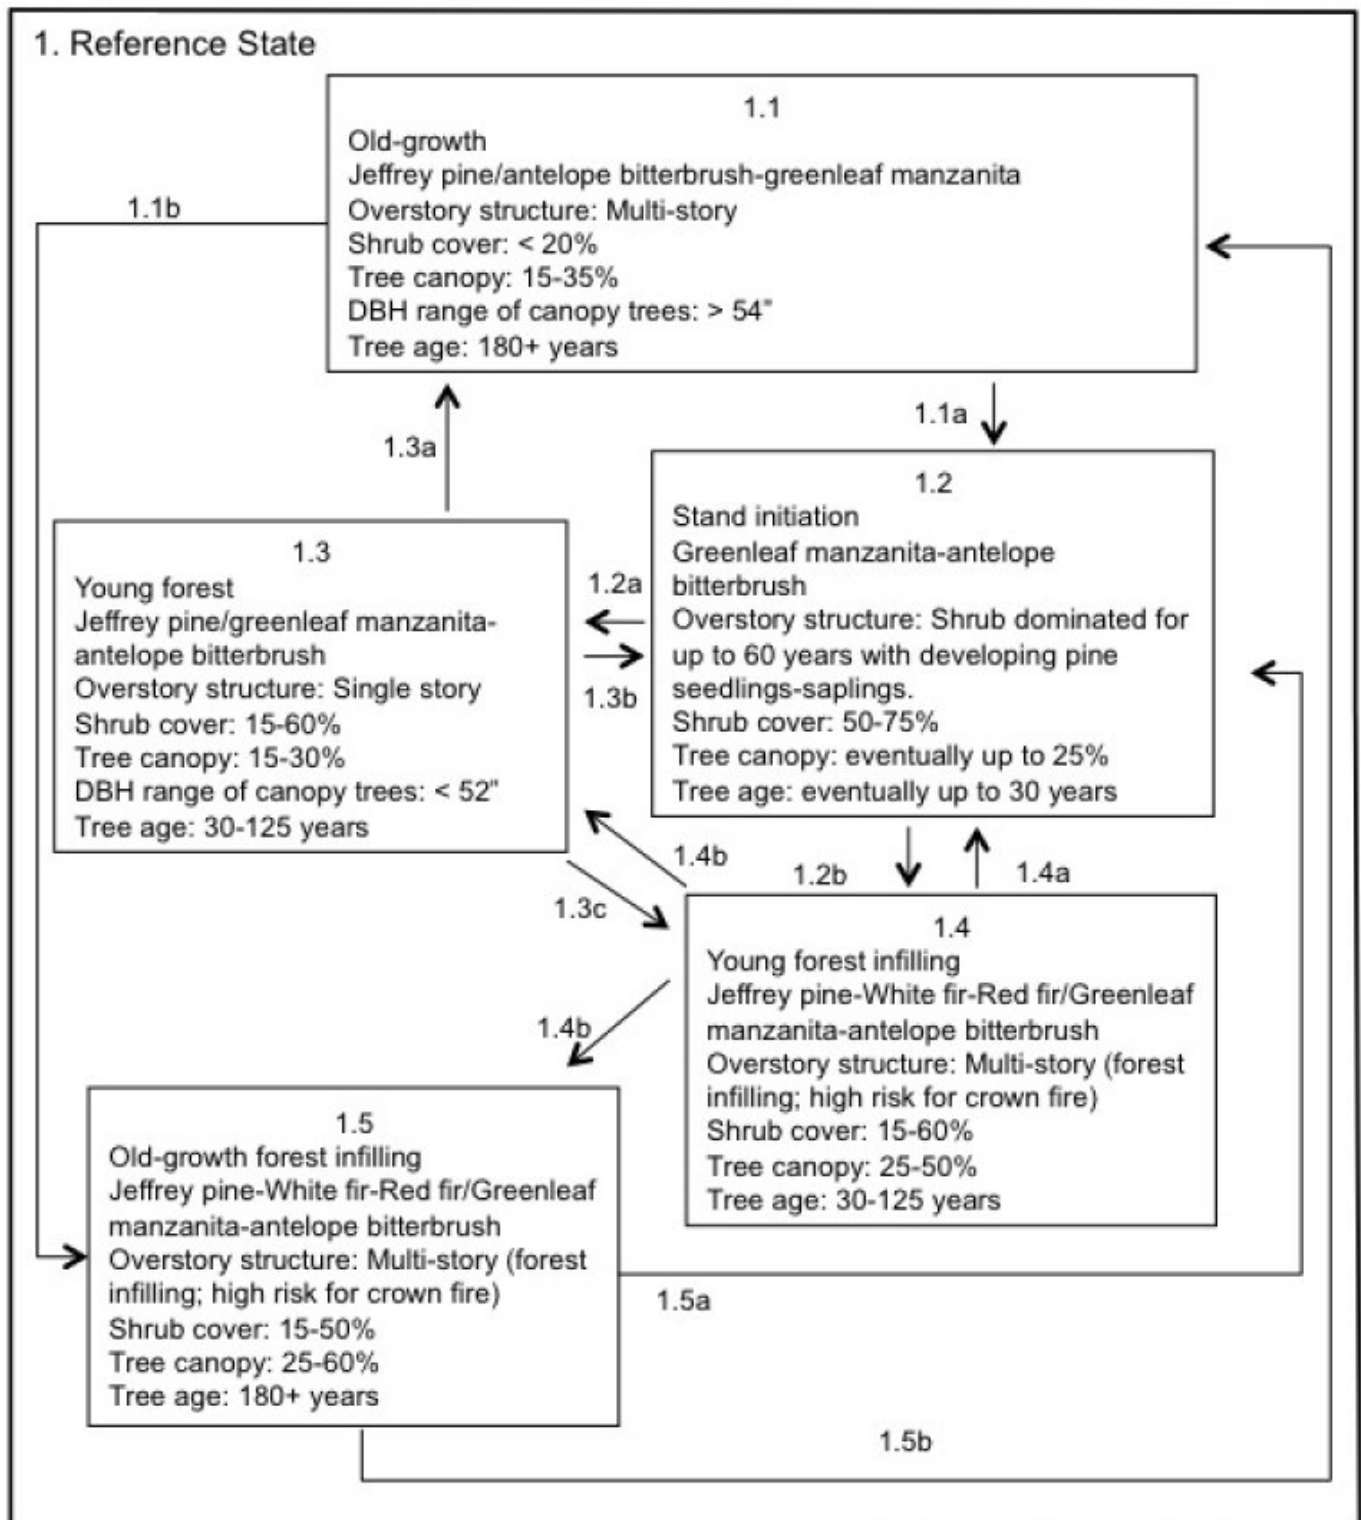 1. Reference State
1.1
Old-growth
Jeffrey pine/antelope bitterbrush-greenleaf manzanita
Overstory structure: Multi-story
Shrub cover: < 20%
Tree canopy: 15-35%
DBH range of canopy trees: > 54"
Tree age: 180+ years
1.1b
1.1a
1.3a
1.2
Stand initiation
Greenleaf manzanita-antelope
bitterbrush
Overstory structure: Shrub dominated for
up to 60 years with developing pine
seedlings-saplings.
Shrub cover: 50-75%
Tree canopy: eventually up to 25%
Tree age: eventually up to 30 years
1.3
Young forest
Jeffrey pine/greenleaf manzanita-
antelope bitterbrush
Overstory structure: Single story
Shrub cover: 15-60%
Tree canopy: 15-30%
DBH range of canopy trees: < 52"
Tree age: 30-125 years
1.2a
1.3b
1.4b
1.3c
1.2b
1.4a
1.4
Young forest infilling
Jeffrey pine-White fir-Red fir/Greenleaf
manzanita-antelope bitterbrush
Overstory structure: Multi-story (forest
infilling; high risk for crown fire)
Shrub cover: 15-60%
Tree canopy: 25-50%
Tree age: 30-125 years
1.4b
1.5
Old-growth forest infilling
Jeffrey pine-White fir-Red fir/Greenleaf
manzanita-antelope bitterbrush
Overstory structure: Multi-story (forest
infilling; high risk for crown fire)
Shrub cover: 15-50%
Tree canopy: 25-60%
Tree age: 180+ years
1.5a
1.5b